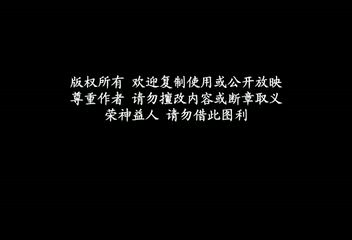 版权所有 欢迎复制使用或公开放映
尊重作者 请勿擅改内容或断章取义
荣神益人 请勿借此图利